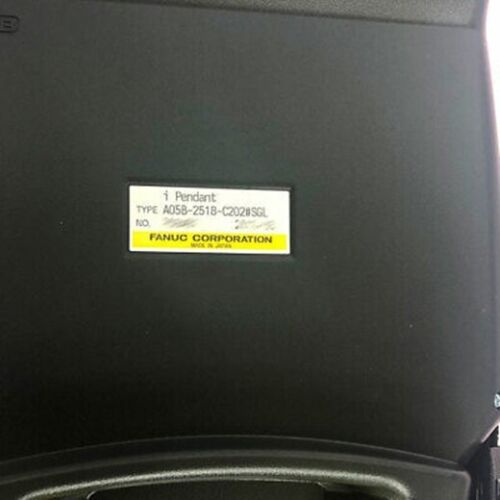 i Pendant
TYPE A05B-2518-C202#SGL
NO.
FANUC CORPORATION
MADE IN JAPAN